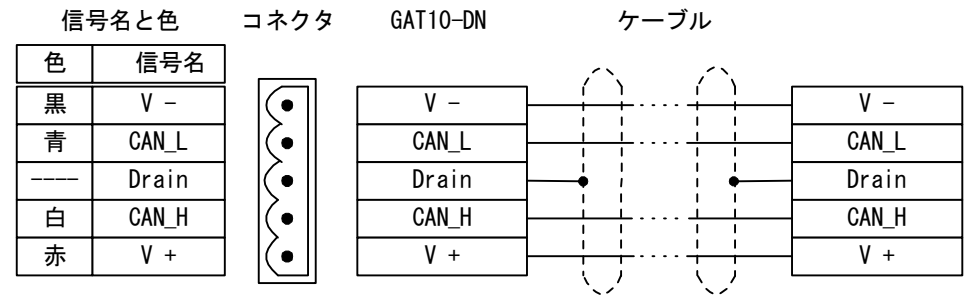 信号名と色 コネクタ GAT10-DN ケーブル
色 信号名
黒 V - V - V -
青 CAN_L CAN_L CAN_L
---- Drain Drain Drain
白 CAN_H CAN_H CAN_H
赤 V + V + V +